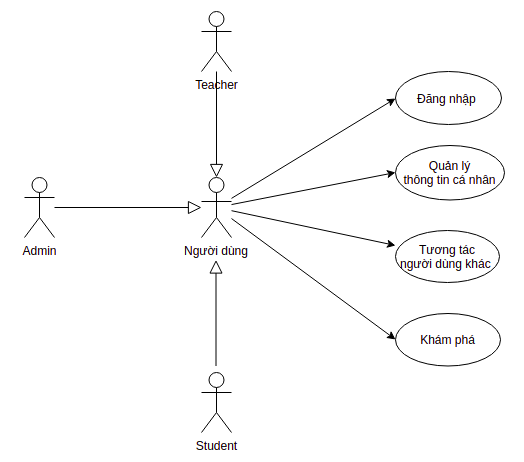 Teacher
Đăng nhập
Quản lý
thông tin cá nhân
Admin
Người dùng
Tương tác
người dùng khác
Khám phá
Student